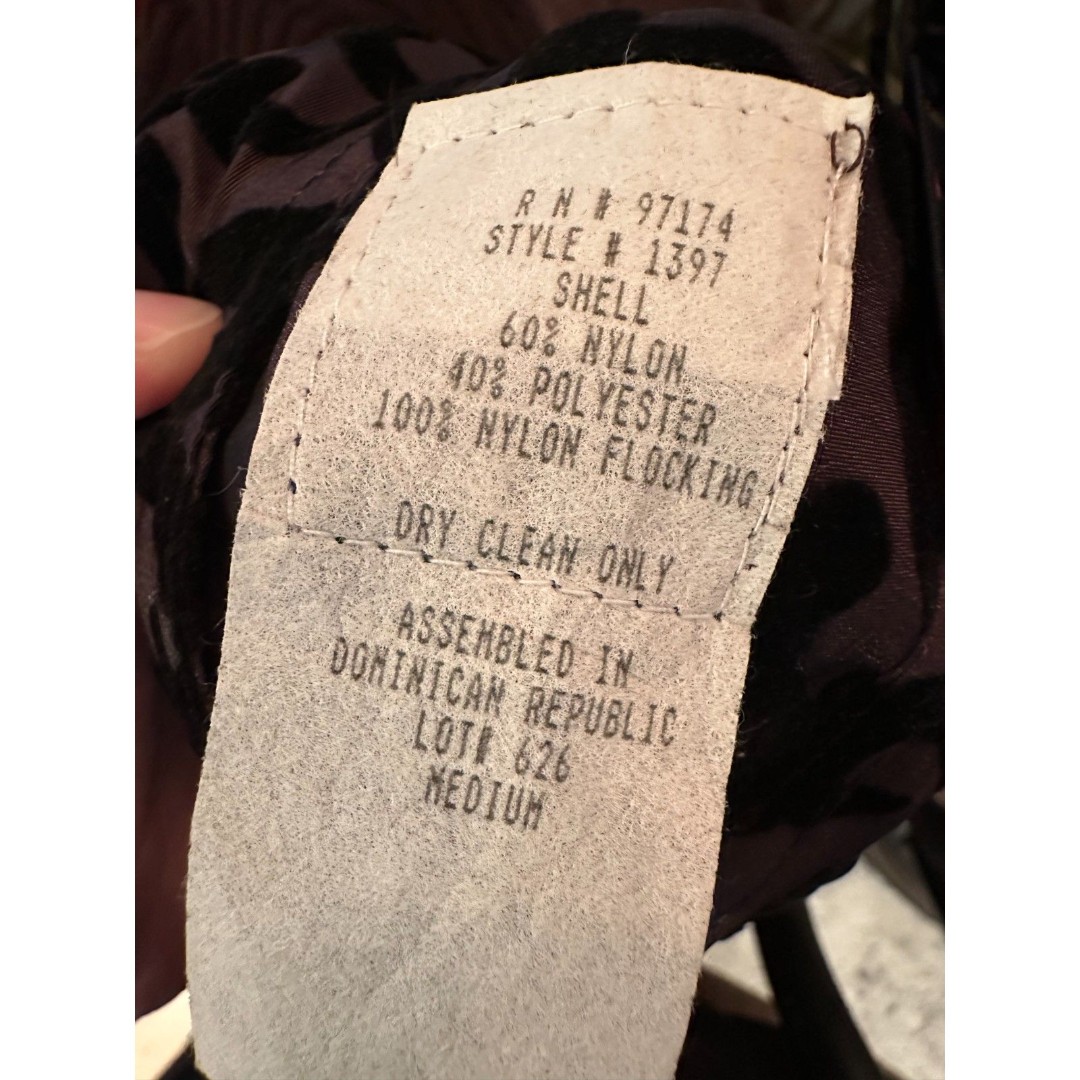 R N # 97174
STYLE # 1397
SHELL
60% NYLON
40% POLYESTER
100% NYLON FLOCKING
DRY CLEAN ONLY
ASSEMBLED IN
DOMINICAN REPUBLIC
LOT# 626
MEDIUM